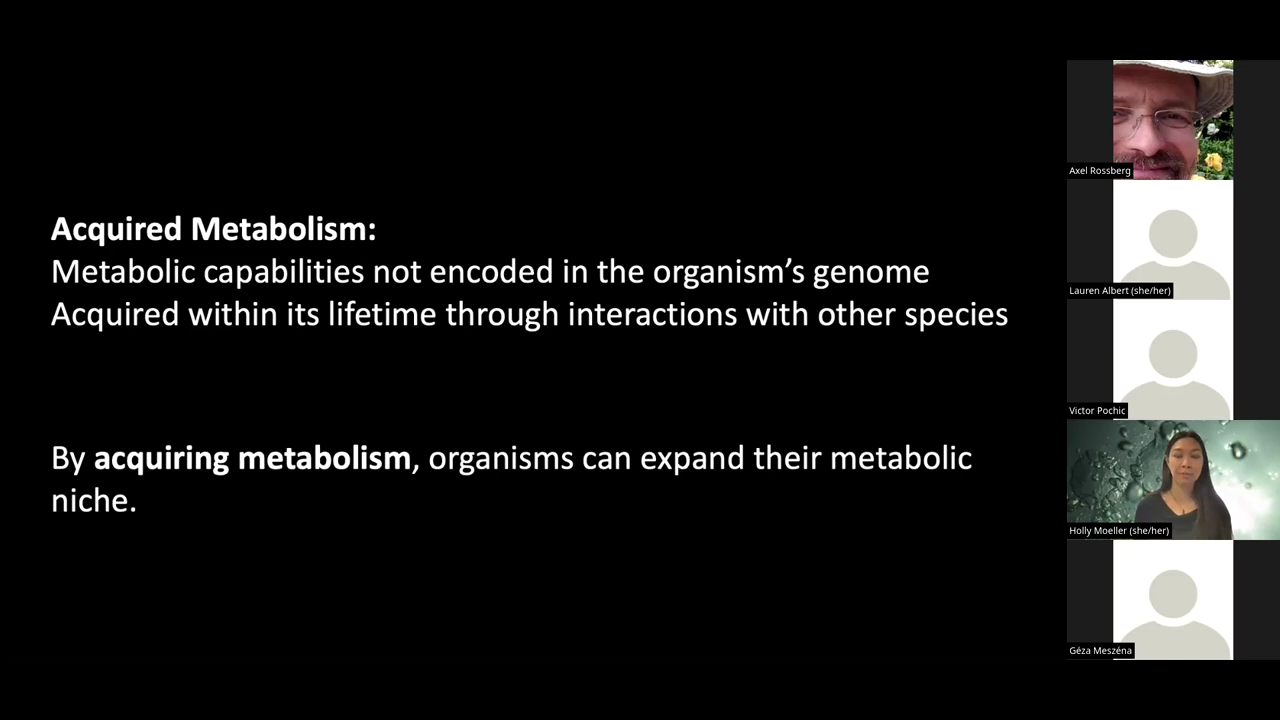 Acquired Metabolism:
Metabolic capabilities not encoded in the organism’s genome
Acquired within its lifetime through interactions with other species
By acquiring metabolism, organisms can expand their metabolic
niche.
Axel Rossberg
Lauren Albert (she/her)
Victor Pochic
Holly Moeller (she/her)
Géza Meszéna